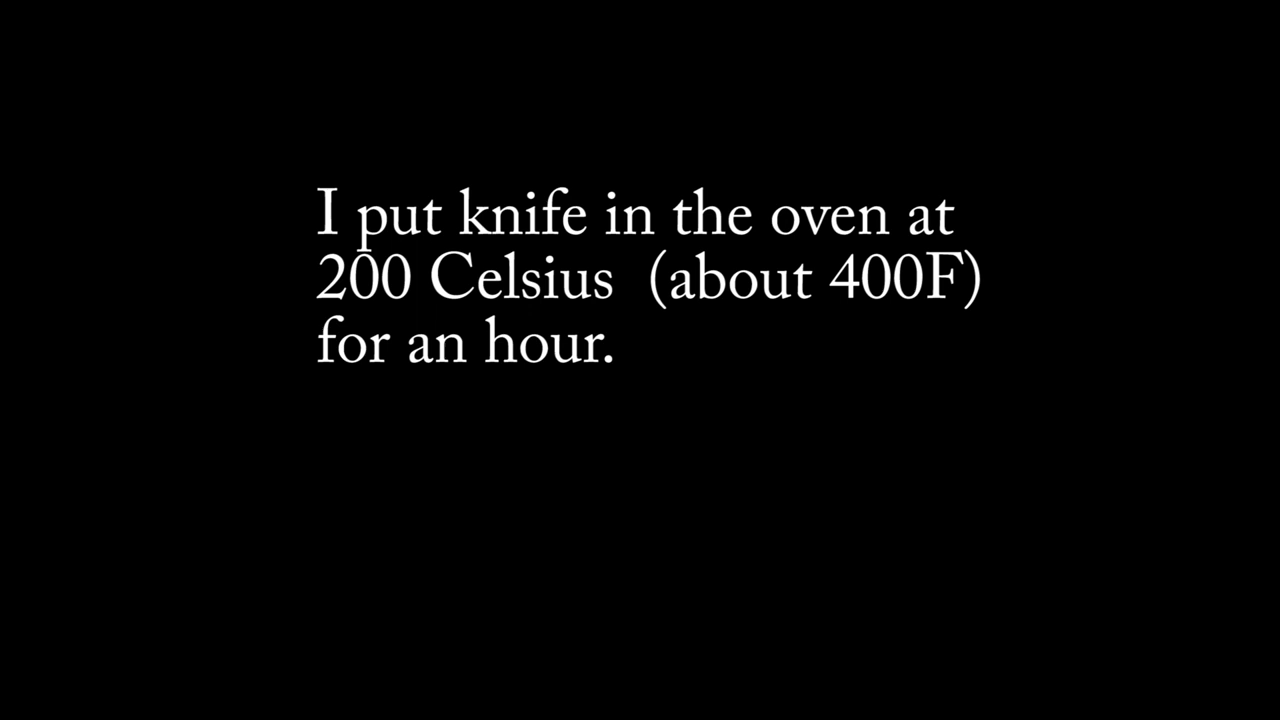 I put knife in the oven at
200 Celsius  (about 400F)
for an hour.